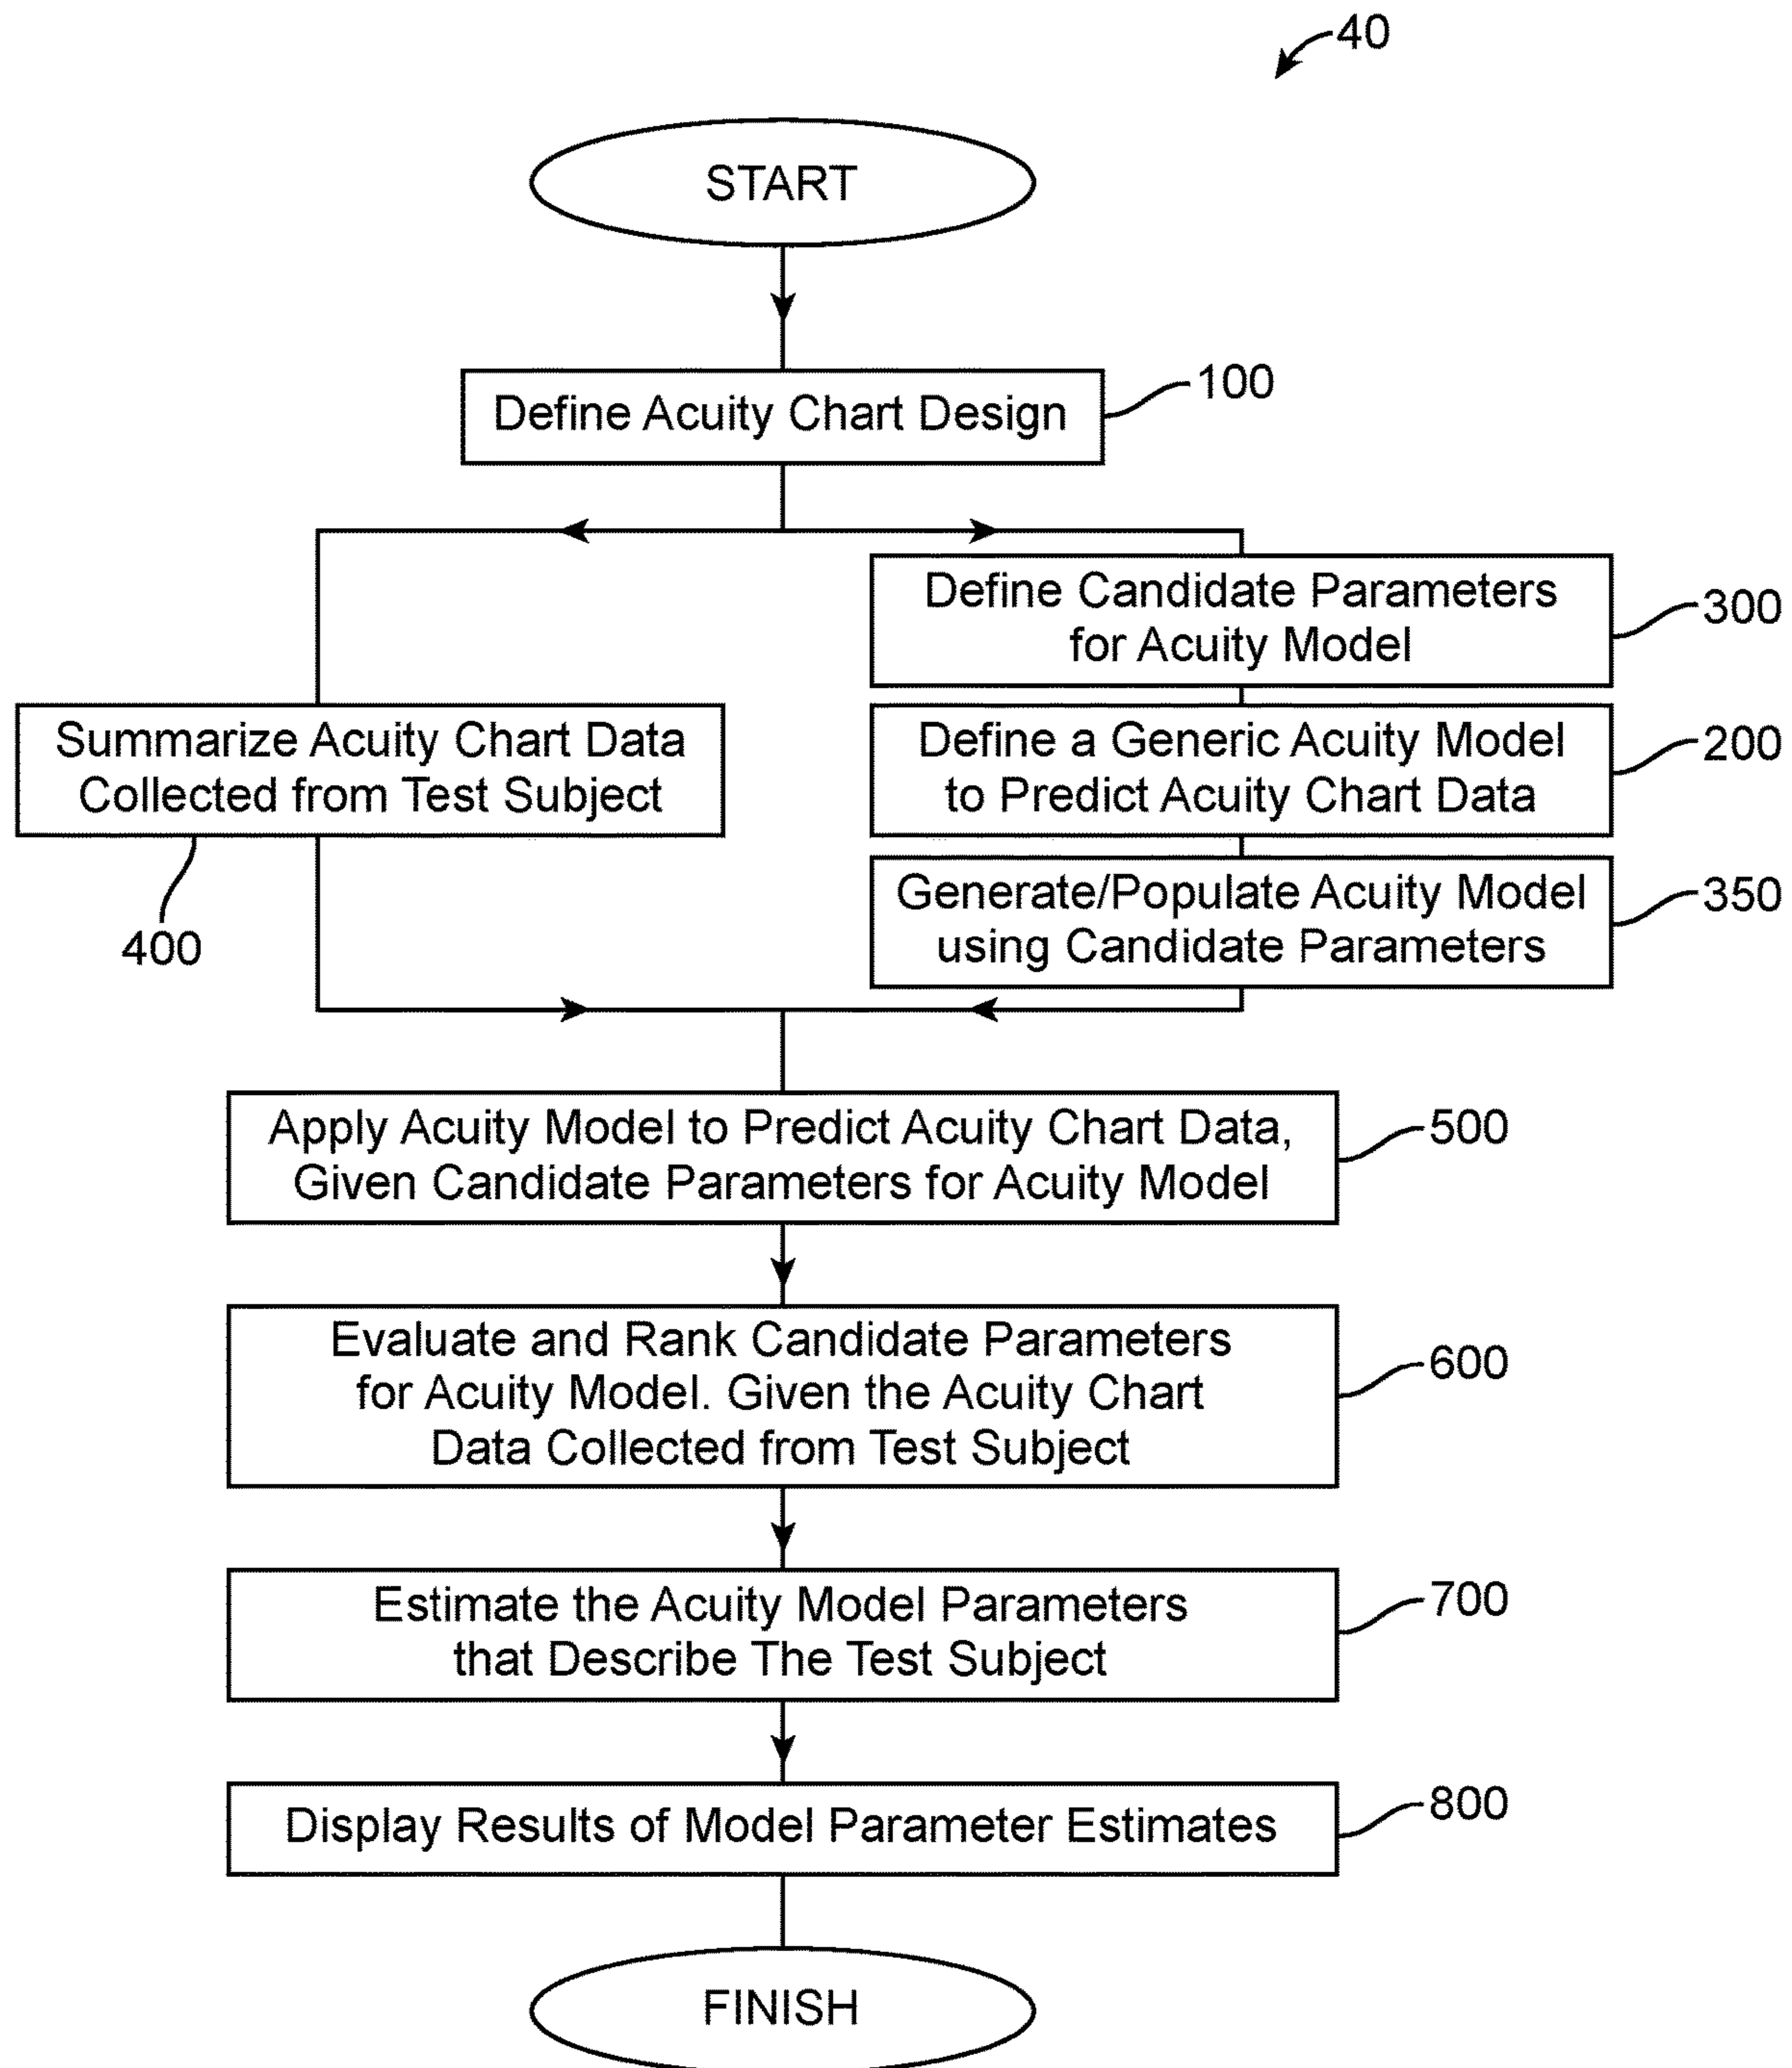 40
START
Define Acuity Chart Design
100
Define Candidate Parameters
for Acuity Model
300
Summarize Acuity Chart Data
Collected from Test Subject
400
Define a Generic Acuity Model
to Predict Acuity Chart Data
200
Generate/Populate Acuity Model
using Candidate Parameters
350
Apply Acuity Model to Predict Acuity Chart Data,
Given Candidate Parameters for Acuity Model
500
Evaluate and Rank Candidate Parameters
for Acuity Model. Given the Acuity Chart
Data Collected from Test Subject
600
Estimate the Acuity Model Parameters
that Describe The Test Subject
700
Display Results of Model Parameter Estimates
800
FINISH